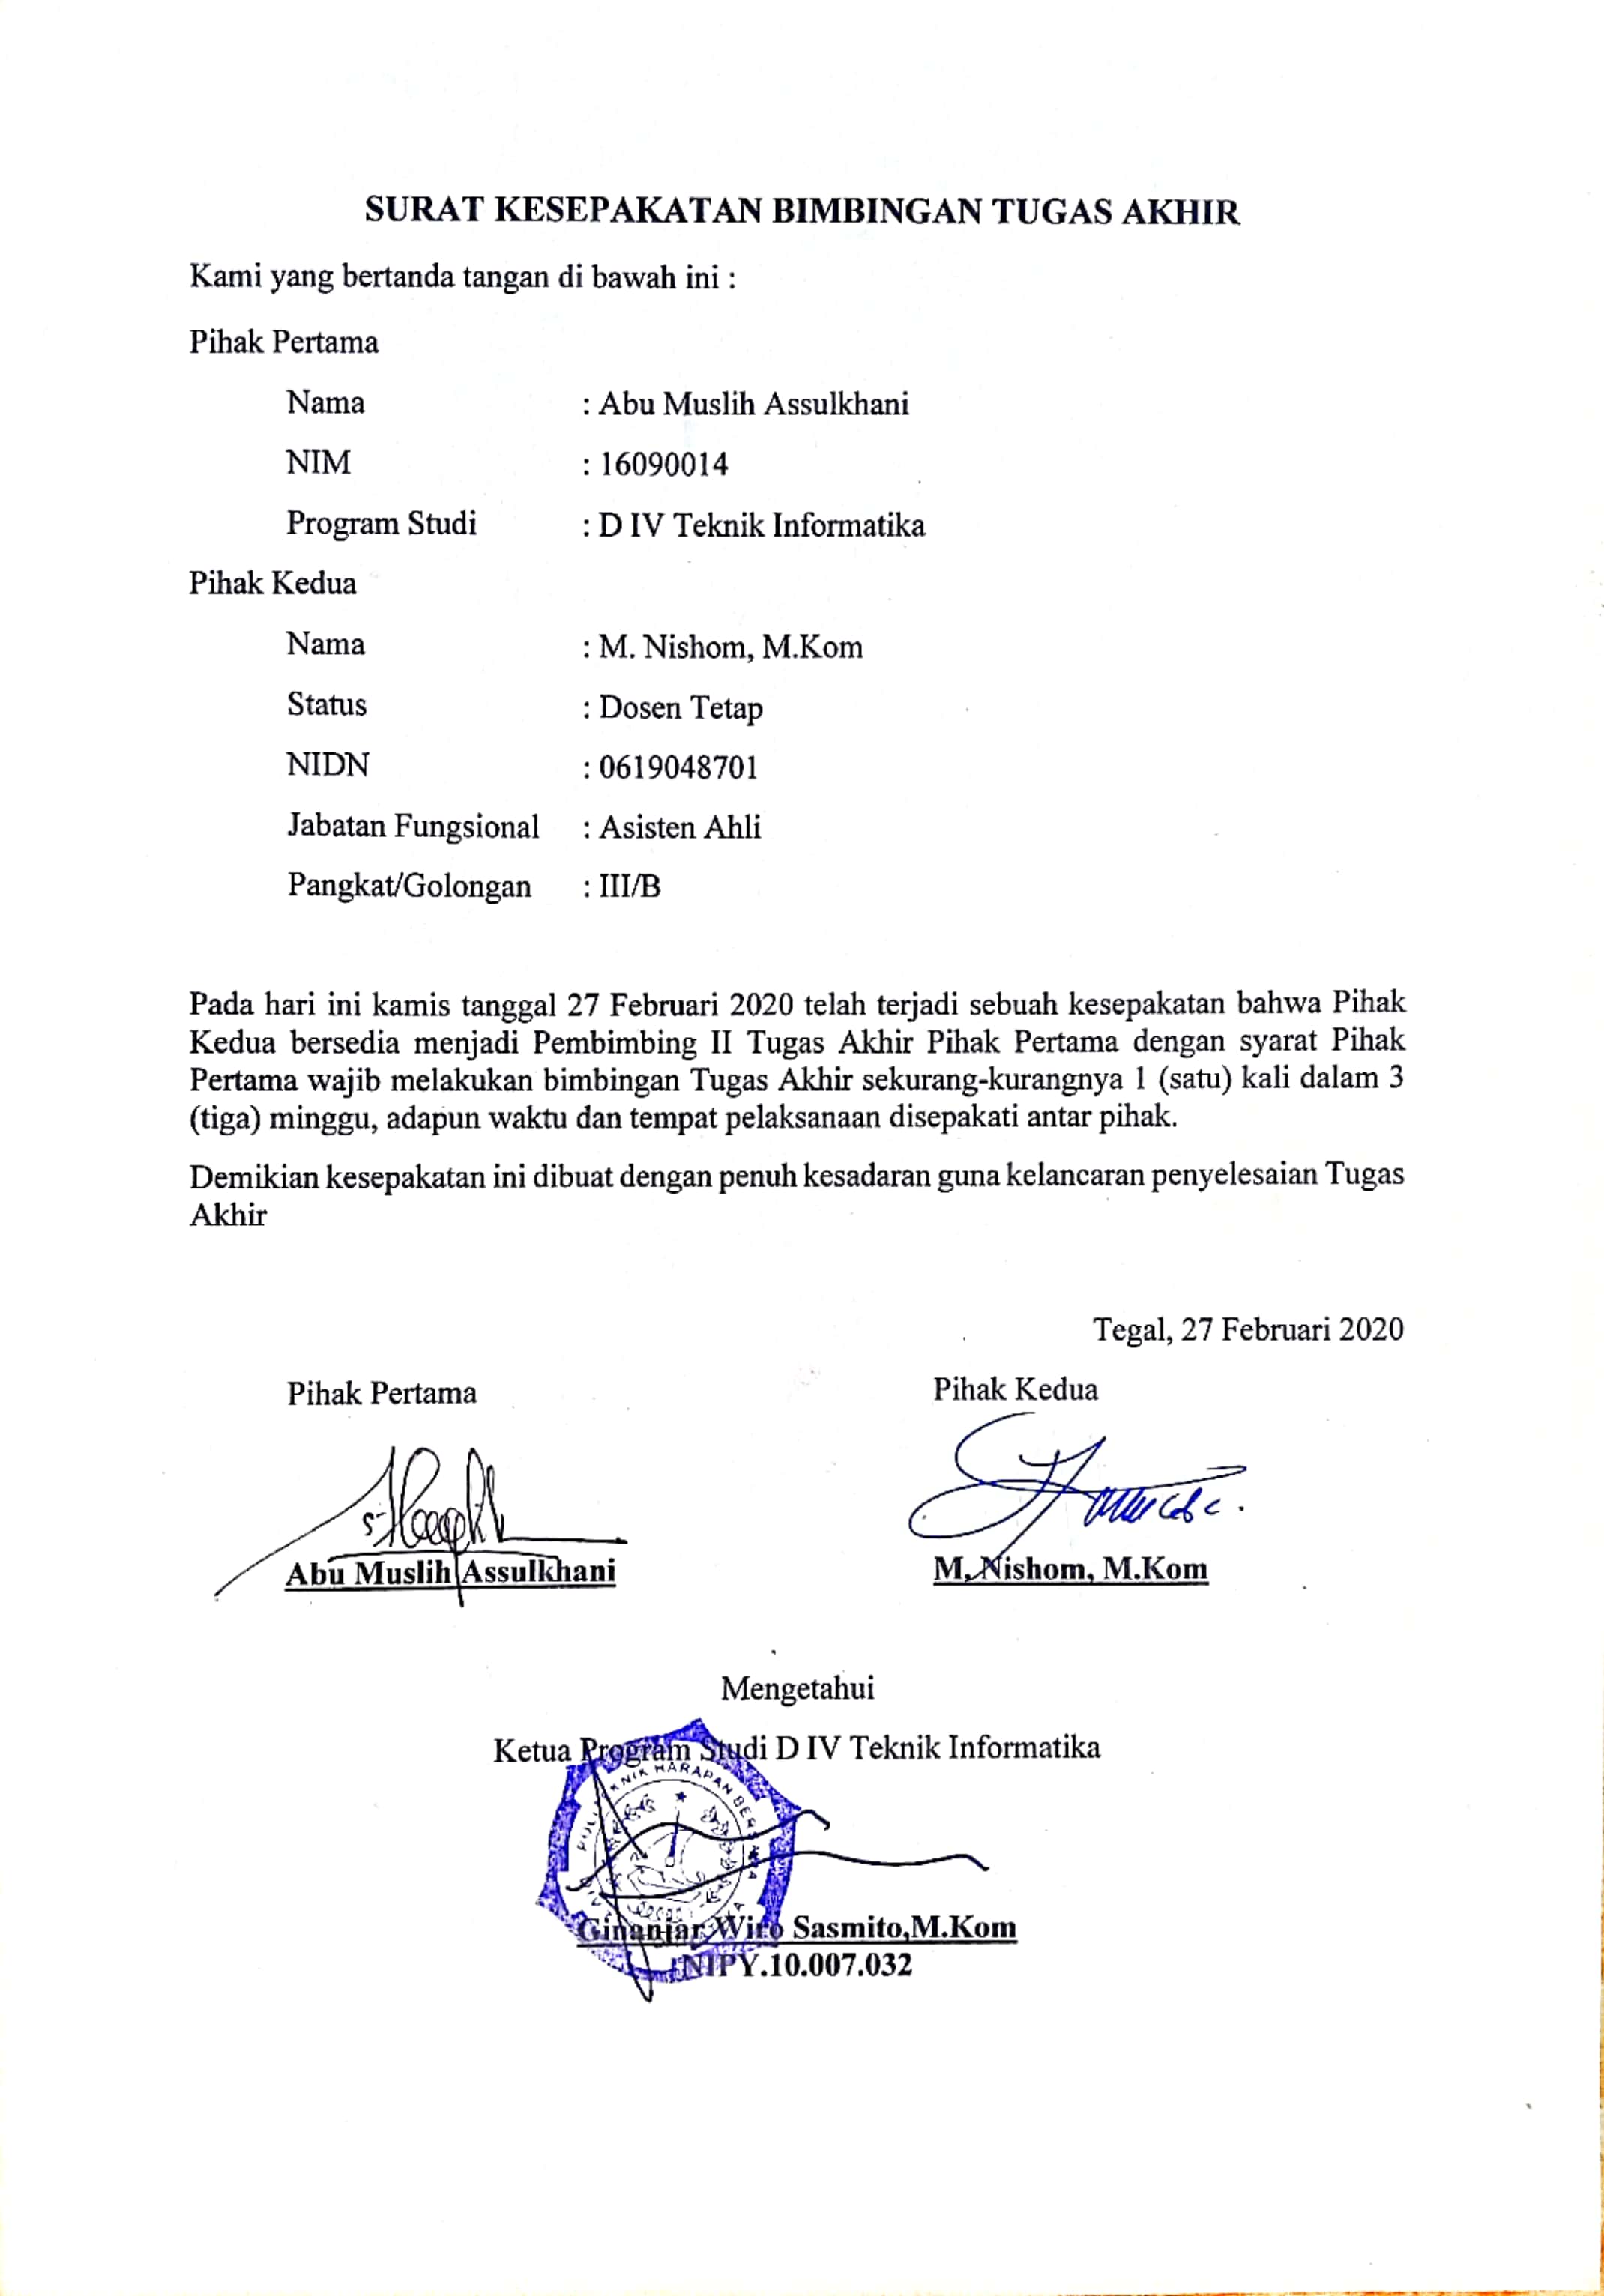 SURAT KESEPAKATAN BIMBINGAN TUGAS AKHIR
Kami yang bertanda tangan di bawah ini :
Pihak Pertama
Nama : Abu Muslih Assulkhani
NIM : 16090014
Program Studi : D IV Teknik Informatika
Pihak Kedua
Nama : M. Nishom, M.Kom
Status : Dosen Tetap
NIDN : 0619048701
Jabatan Fungsional : Asisten Ahli
Pangkat/Golongan : III/B
Pada hari ini kamis tanggal 27 Februari 2020 telah terjadi sebuah kesepakatan bahwa Pihak
Kedua bersedia menjadi Pembimbing II Tugas Akhir Pihak Pertama dengan syarat Pihak
Pertama wajib melakukan bimbingan Tugas Akhir sekurang-kurangnya 1 (satu) kali dalam 3
(tiga) minggu, adapun waktu dan tempat pelaksanaan disepakati antar pihak.
Demikian kesepakatan ini dibuat dengan penuh kesadaran guna kelancaran penyelesaian Tugas
Akhir
Tegal, 27 Februari 2020
Pihak Pertama Pihak Kedua
Abu Muslih Assulkhani M. Nishom, M.Kom
Mengetahui
Ketua Program Studi D IV Teknik Informatika
HARAPAN
Ginanjar Wiro Sasmito,M.Kom
NIPY.10.007.032